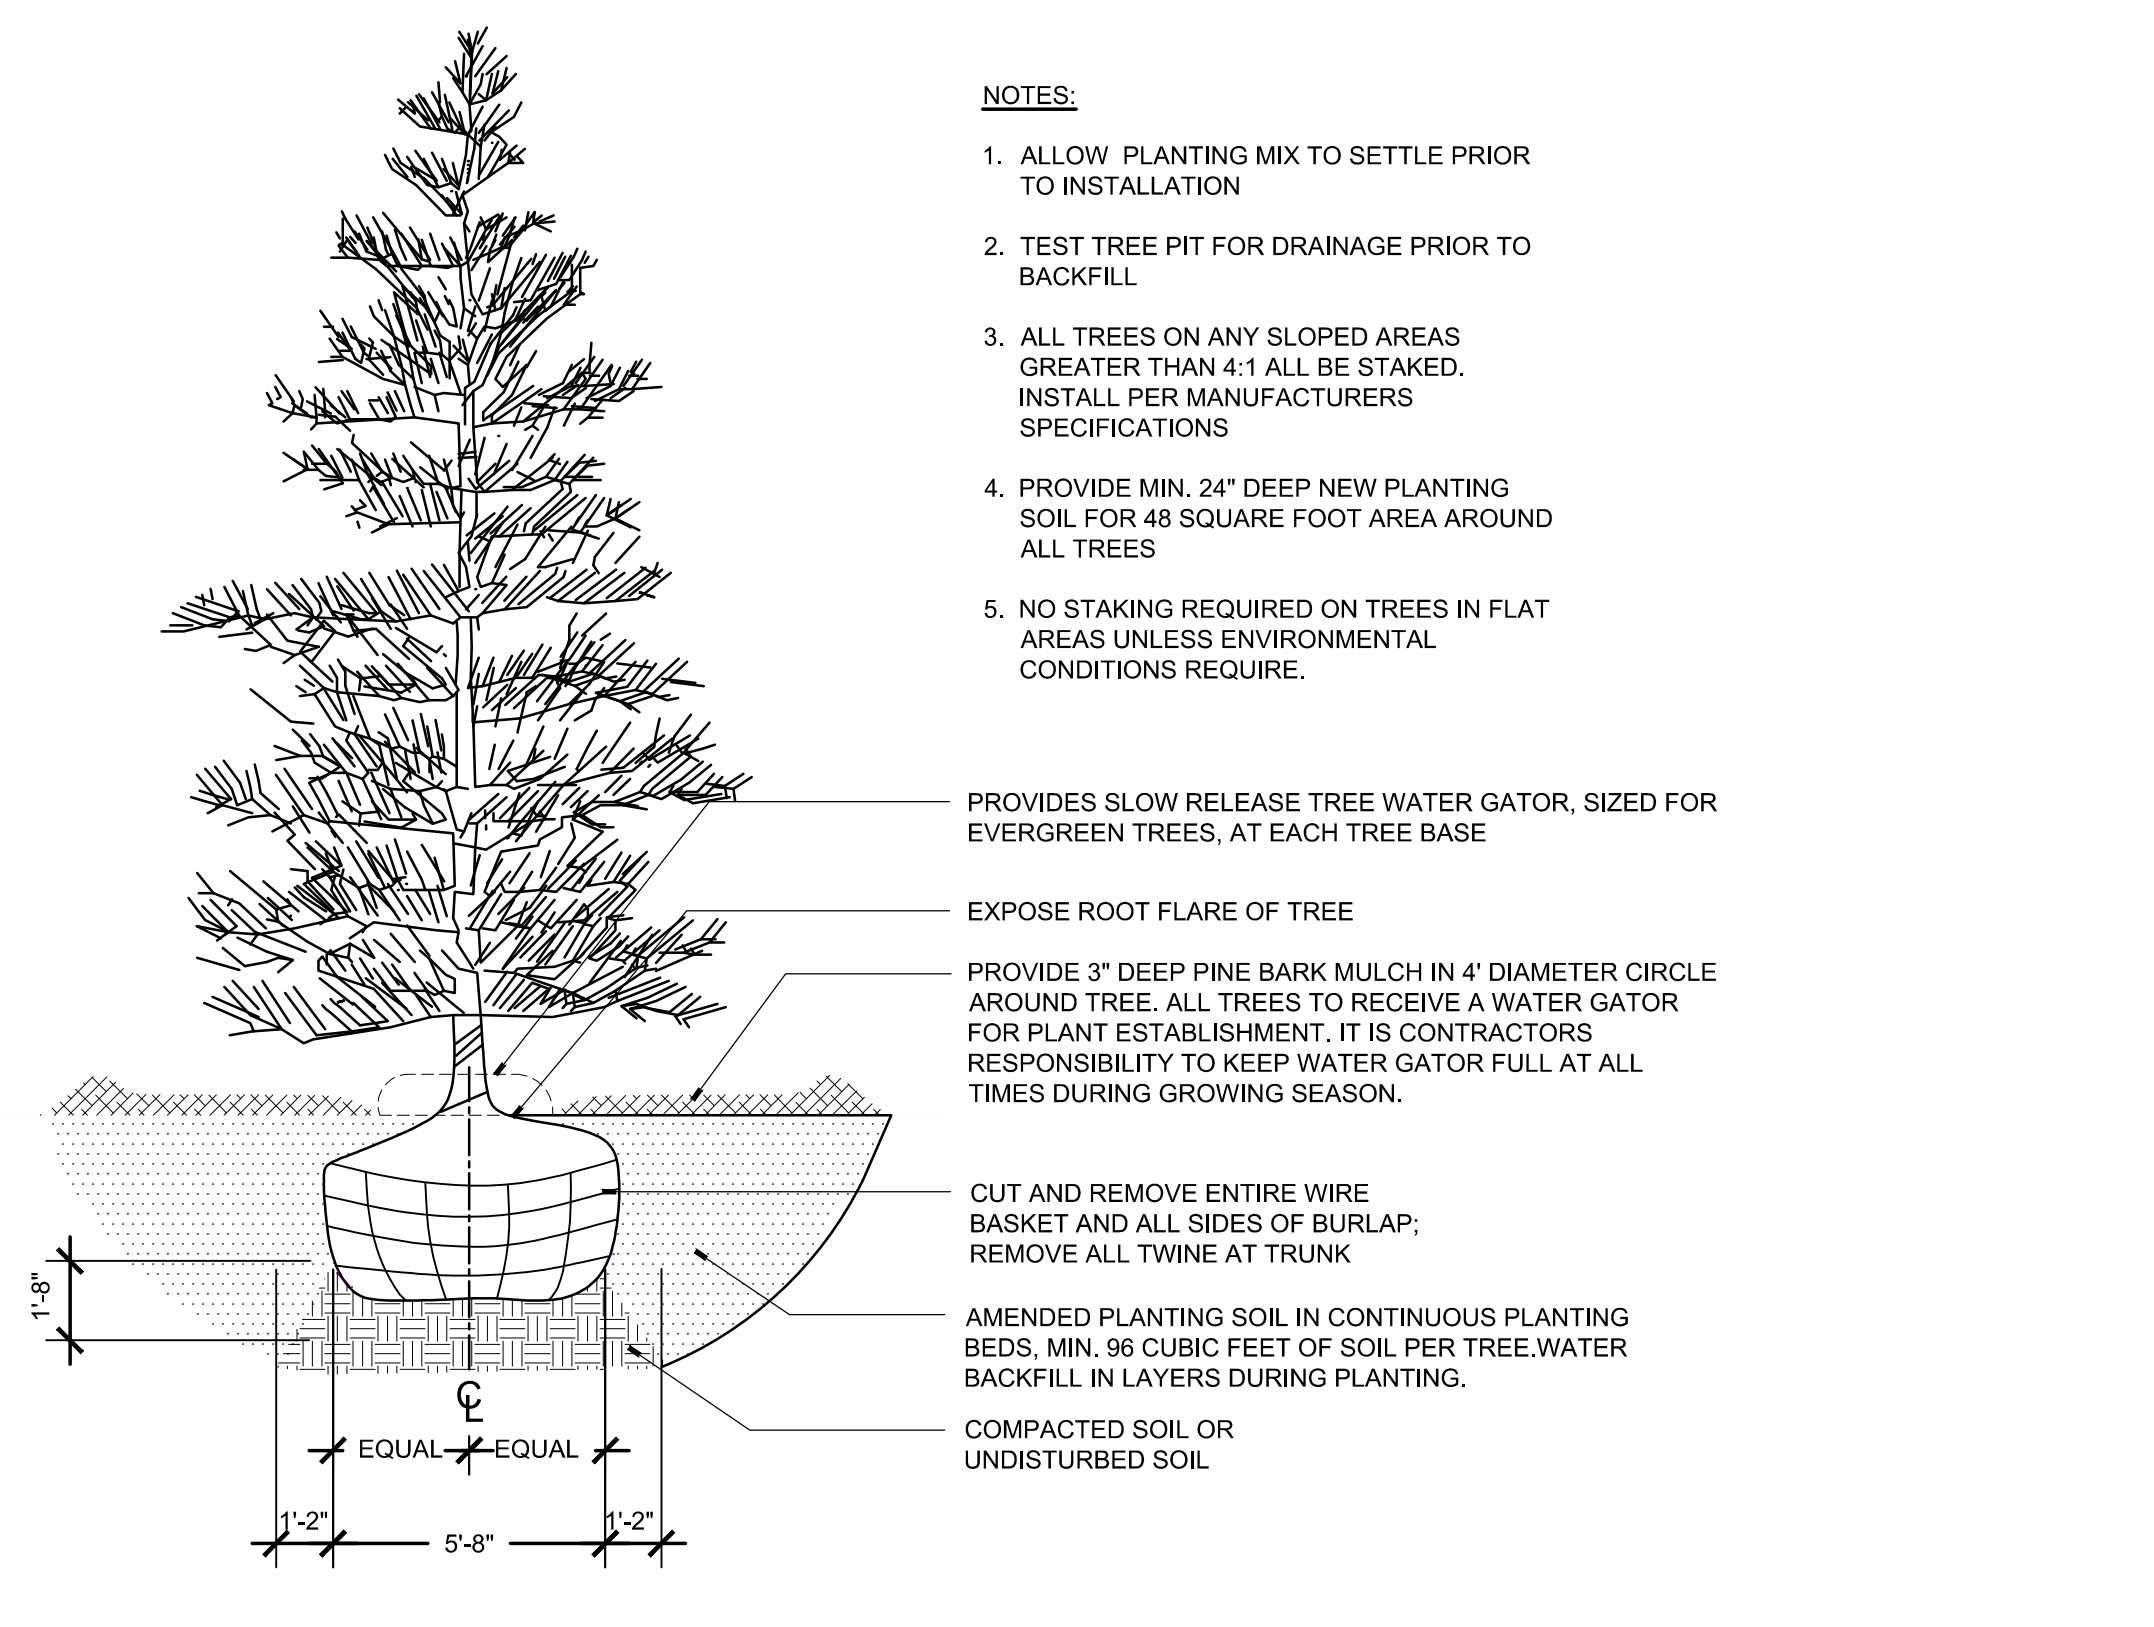 NOTES:
1. ALLOW PLANTING MIX TO SETTLE PRIOR
TO INSTALLATION
2. TEST TREE PIT FOR DRAINAGE PRIOR TO
BACKFILL
3. ALL TREES ON ANY SLOPED AREAS
GREATER THAN 4:1 ALL BE STAKED.
INSTALL PER MANUFACTURERS
SPECIFICATIONS
4. PROVIDE MIN. 24" DEEP NEW PLANTING
SOIL FOR 48 SQUARE FOOT AREA AROUND
ALL TREES
5. NO STAKING REQUIRED ON TREES IN FLAT
AREAS UNLESS ENVIRONMENTAL
CONDITIONS REQUIRE.
PROVIDES SLOW RELEASE TREE WATER GATOR, SIZED FOR
EVERGREEN TREES, AT EACH TREE BASE
EXPOSE ROOT FLARE OF TREE
PROVIDE 3" DEEP PINE BARK MULCH IN 4' DIAMETER CIRCLE
AROUND TREE. ALL TREES TO RECEIVE A WATER GATOR
FOR PLANT ESTABLISHMENT. IT IS CONTRACTORS
RESPONSIBILITY TO KEEP WATER GATOR FULL AT ALL
TIMES DURING GROWING SEASON.
CUT AND REMOVE ENTIRE WIRE
BASKET AND ALL SIDES OF BURLAP;
REMOVE ALL TWINE AT TRUNK
AMENDED PLANTING SOIL IN CONTINUOUS PLANTING
BEDS, MIN. 96 CUBIC FEET OF SOIL PER TREE.WATER
BACKFILL IN LAYERS DURING PLANTING.
COMPACTED SOIL OR
UNDISTURBED SOIL
1'-8"
CL
EQUAL EQUAL
1'-2" 1'-2"
5'-8"